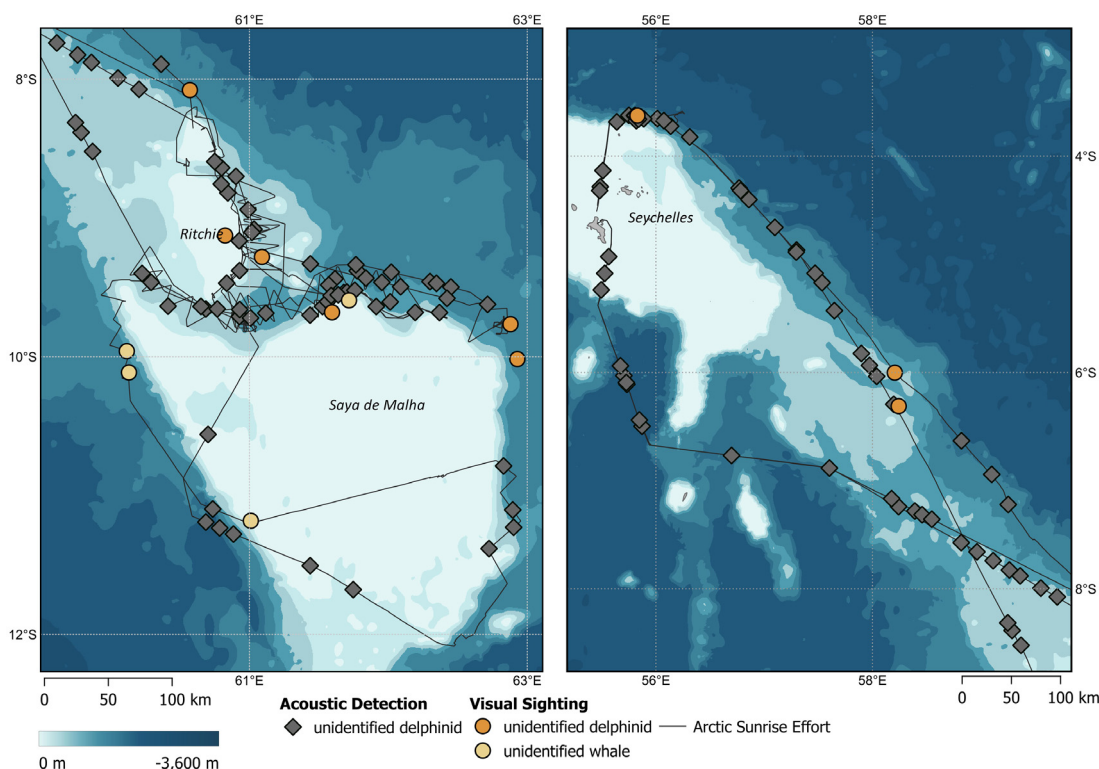 61°E 63°E 56°E 58°E
8°S
4°S
Ritchie
Seychelles
10°S
6°S
Saya de Malha
8°S
12°S
61°E 63°E 56°E 58°E
0 50 100 km
0 50 100 km
Acoustic Detection Visual Sighting
unidentified delphinid unidentified delphinid Arctic Sunrise Effort
unidentified whale
0 m -3,600 m